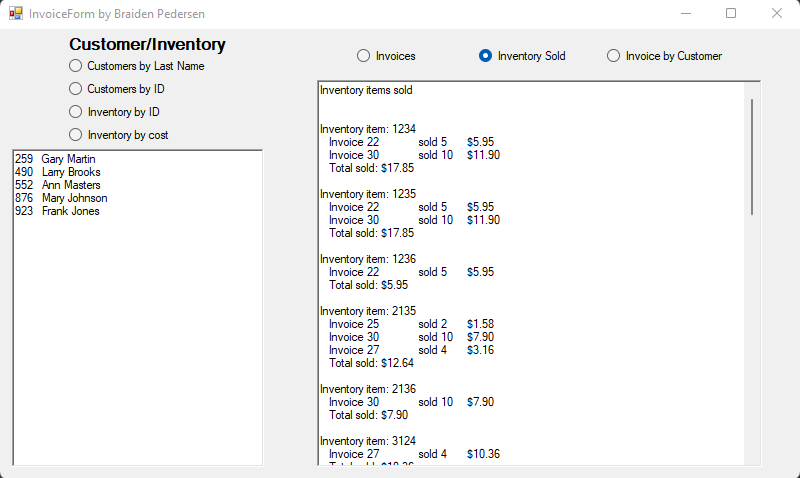 InvoiceForm by Braiden Pedersen
Customer/Inventory
Customers by Last Name
Customers by ID
Inventory by ID
Inventory by cost
259 Gary Martin
490 Larry Brooks
552 Ann Masters
876 Mary Johnson
923 Frank Jones
Invoices Inventory Sold Invoice by Customer
Inventory items sold
Inventory item: 1234
Invoice 22 sold 5 $5.95
Invoice 30 sold 10 $11.90
Total sold: $17.85
Inventory item: 1235
Invoice 22 sold 5 $5.95
Invoice 30 sold 10 $11.90
Total sold: $17.85
Inventory item: 1236
Invoice 22 sold 5 $5.95
Total sold: $5.95
Inventory item: 2135
Invoice 25 sold 2 $1.58
Invoice 30 sold 10 $7.90
Invoice 27 sold 4 $3.16
Total sold: $12.64
Inventory item: 2136
Invoice 30 sold 10 $7.90
Total sold: $7.90
Inventory item: 3124
Invoice 27 sold 4 $10.36